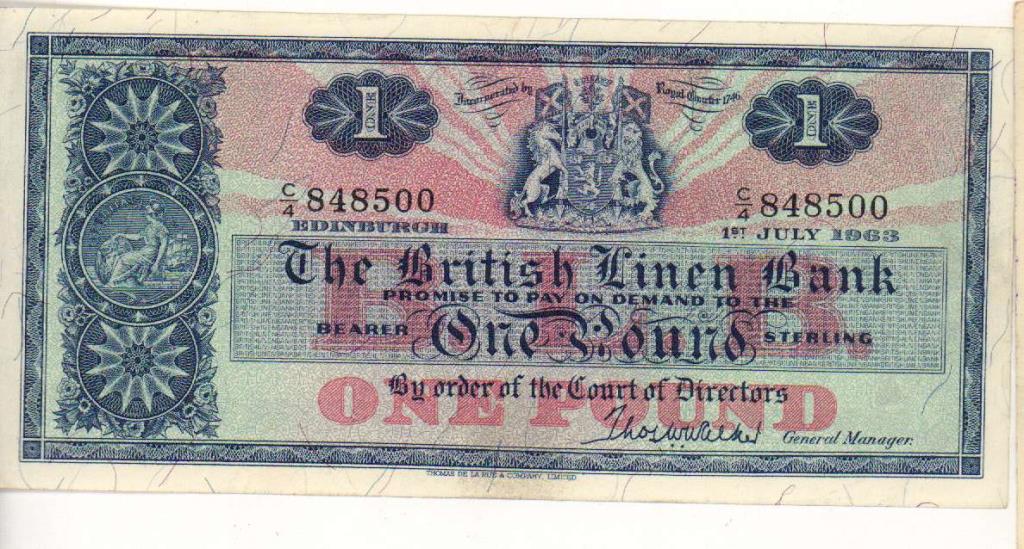 Incorporated by Royal Charter 1746
1 ONE
1 ONE
C/4 848500
C/4 848500
EDINBURGH
1ST JULY 1963
The British Linen Bank
B.L.B.
PROMISE TO PAY ON DEMAND TO THE
BEARER One Pound STERLING
By order of the Court of Directors
ONE POUND
Thos W Walker General Manager.
THOMAS DE LA RUE & COMPANY, LIMITED